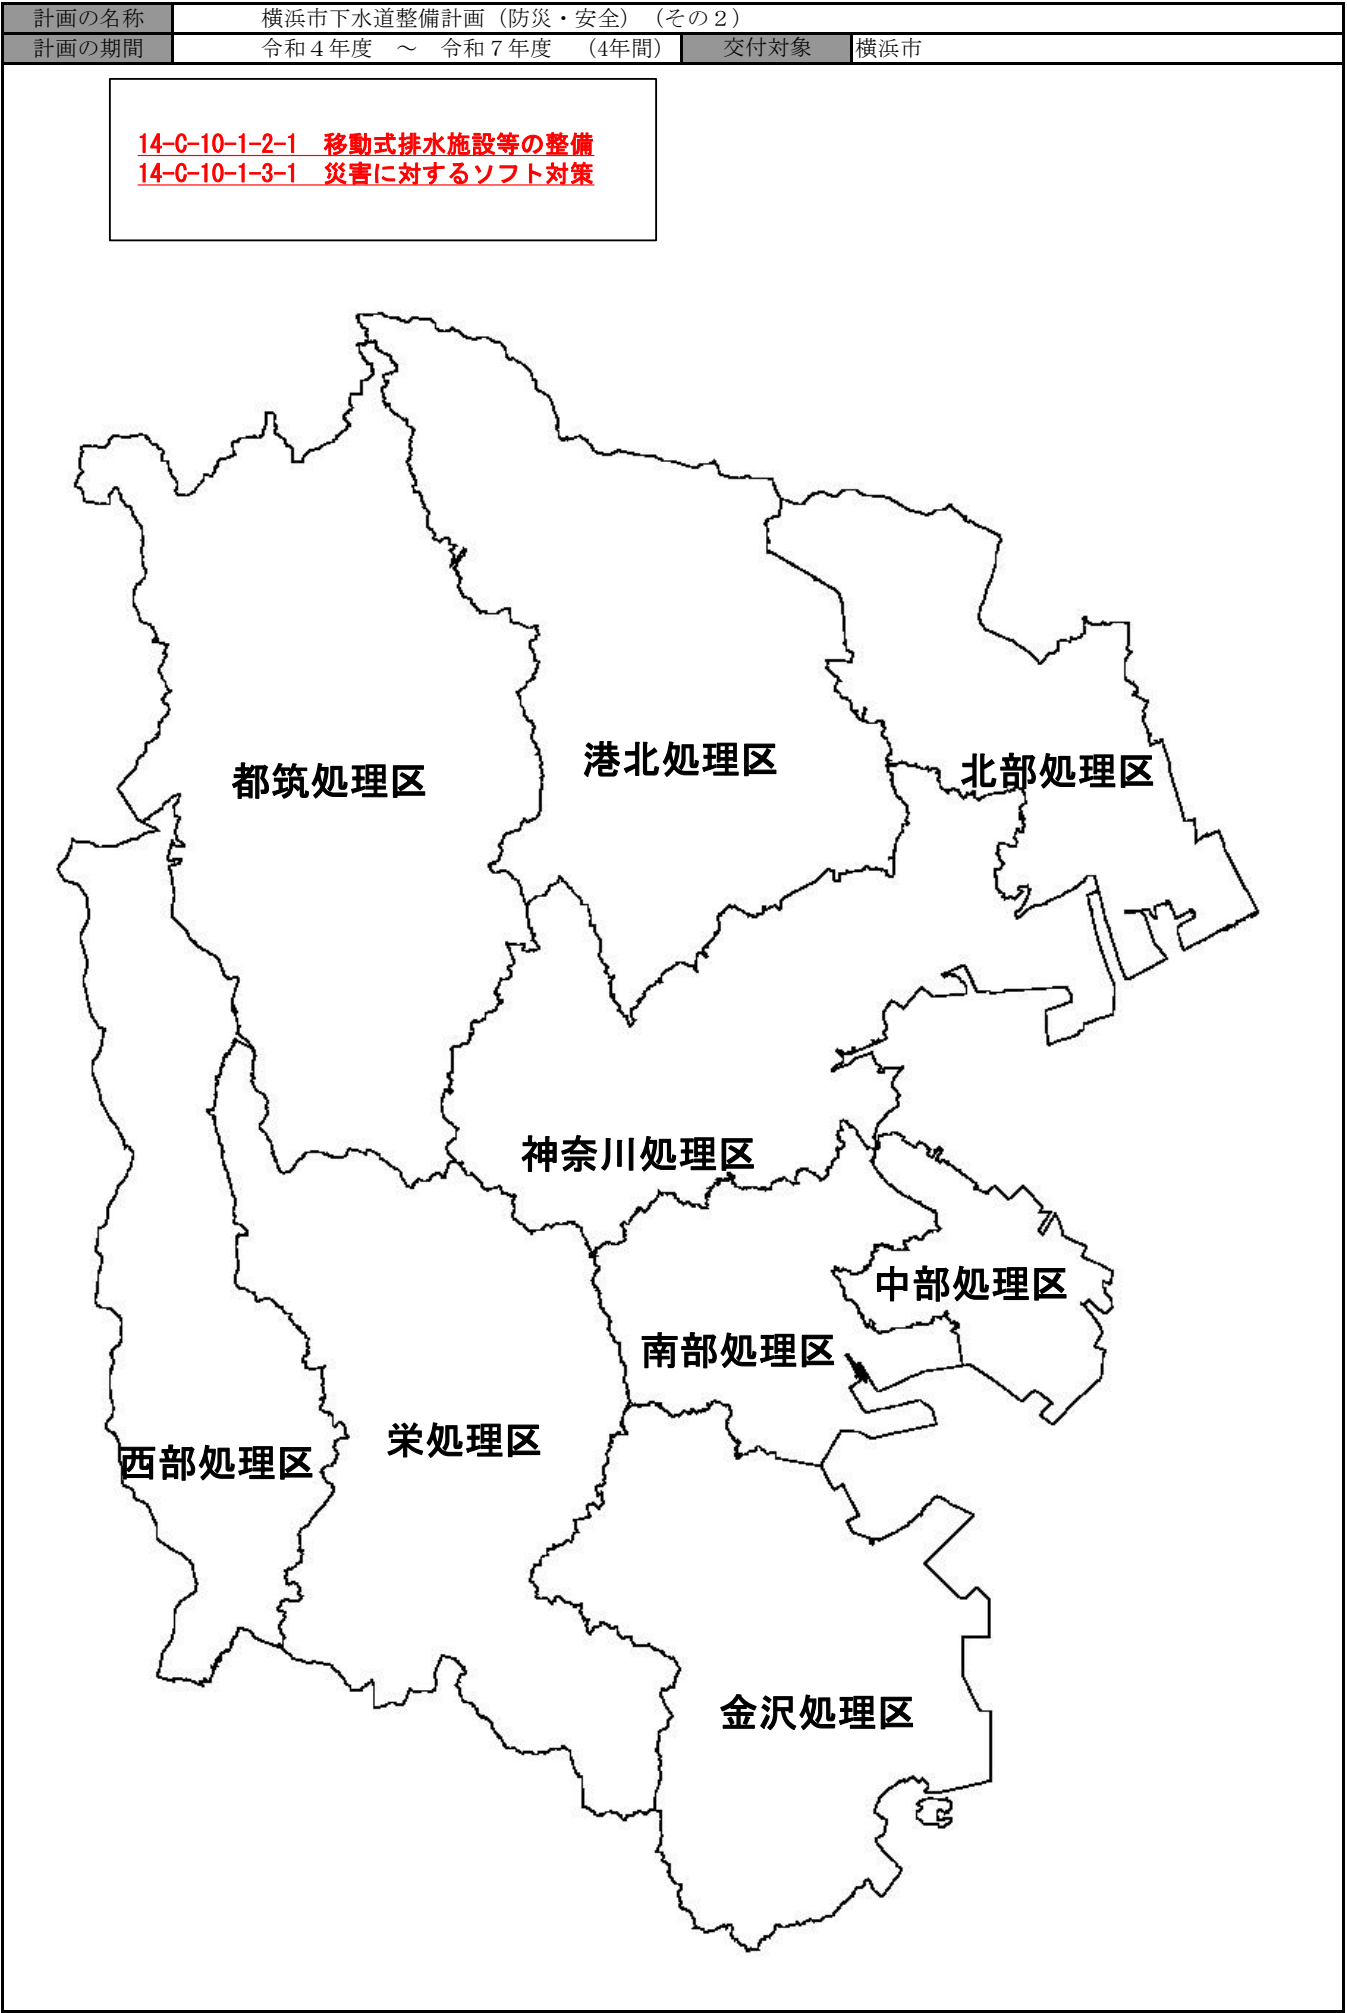 計画の名称 横浜市下水道整備計画（防災・安全）（その２）
計画の期間 令和４年度　～　令和７年度　（4年間） 交付対象 横浜市
14-C-10-1-2-1　移動式排水施設等の整備
14-C-10-1-3-1　災害に対するソフト対策
都筑処理区
港北処理区
北部処理区
神奈川処理区
中部処理区
南部処理区
西部処理区
栄処理区
金沢処理区